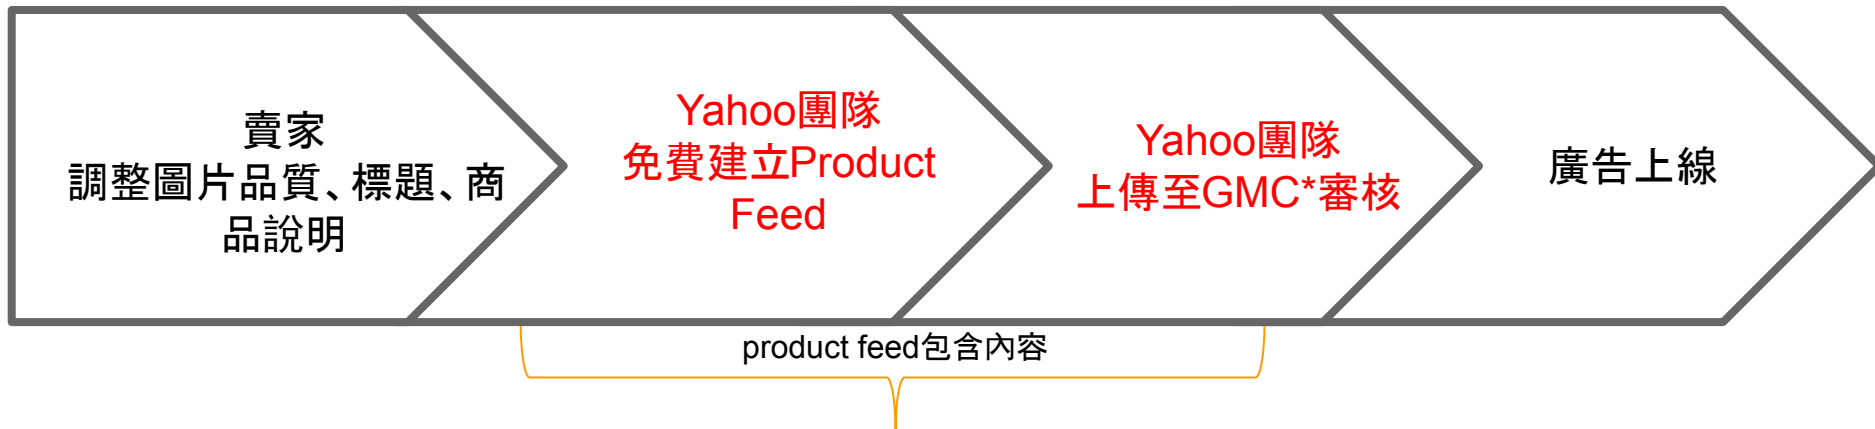 賣家
調整圖片品質、標題、商
品說明
Yahoo團隊
免費建立Product
Feed
Yahoo團隊
上傳至GMC*審核
廣告上線
product feed包含內容